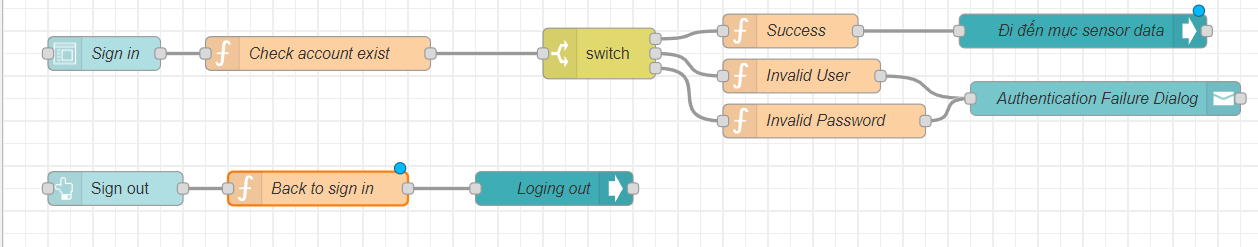 Sign in
Check account exist
switch
Success
Đi đến mục sensor data
Invalid User
Authentication Failure Dialog
Invalid Password
Sign out
Back to sign in
Loging out